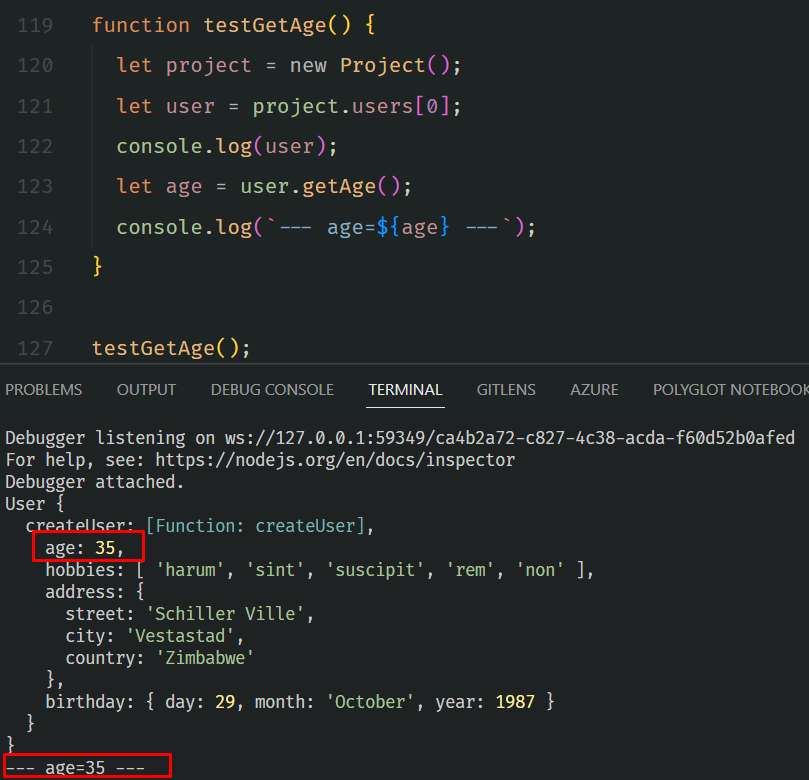 119 function testGetAge() {
120 let project = new Project();
121 let user = project.users[0];
122 console.log(user);
123 let age = user.getAge();
124 console.log(`--- age=${age} ---`);
125 }
126
127 testGetAge();
PROBLEMS OUTPUT DEBUG CONSOLE TERMINAL GITLENS AZURE POLYGLOT NOTEBOOK
Debugger listening on ws://127.0.0.1:59349/ca4b2a72-c827-4c38-acda-f60d52b0afed
For help, see: https://nodejs.org/en/docs/inspector
Debugger attached.
User {
createUser: [Function: createUser],
age: 35,
hobbies: [ 'harum', 'sint', 'suscipit', 'rem', 'non' ],
address: {
street: 'Schiller Ville',
city: 'Vestastad',
country: 'Zimbabwe'
},
birthday: { day: 29, month: 'October', year: 1987 }
}
}
--- age=35 ---